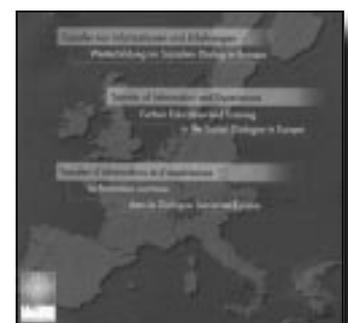 Transfer von Informationen und Erfahrungen
Weiterbildung im Sozialen Dialog in Europa
Transfer of Information and Experiences
Further Education and Training
in the Social Dialogue in Europe
Transfert d'informations et d'expériences
la formation continue
dans le Dialogue Social en Europe